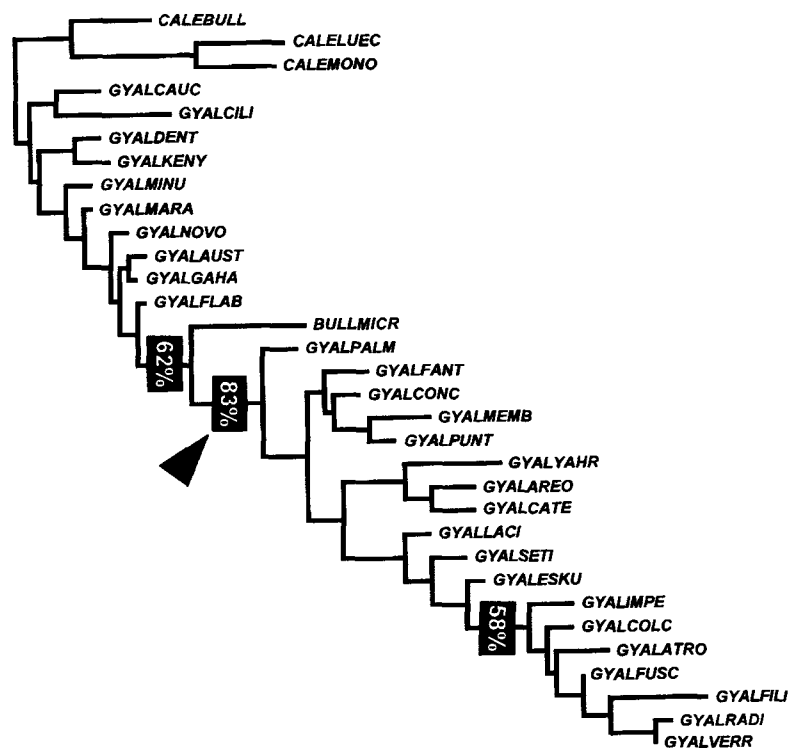 CALEBULL
CALELUEC
CALEMONO
GYALCAUC
GYALCILI
GYALDENT
GYALKENY
GYALMINU
GYALMARA
GYALNOVO
GYALAUST
GYALGAHA
GYALFLAB
BULLMICR
62%
GYALPALM
GYALFANT
83%
GYALCONC
GYALMEMB
GYALPUNT
GYALYAHR
GYALAREO
GYALCATE
GYALLACI
GYALSETI
GYALESKU
GYALIMPE
58%
GYALCOLC
GYALATRO
GYALFUSC
GYALFILI
GYALRADI
GYALVERR